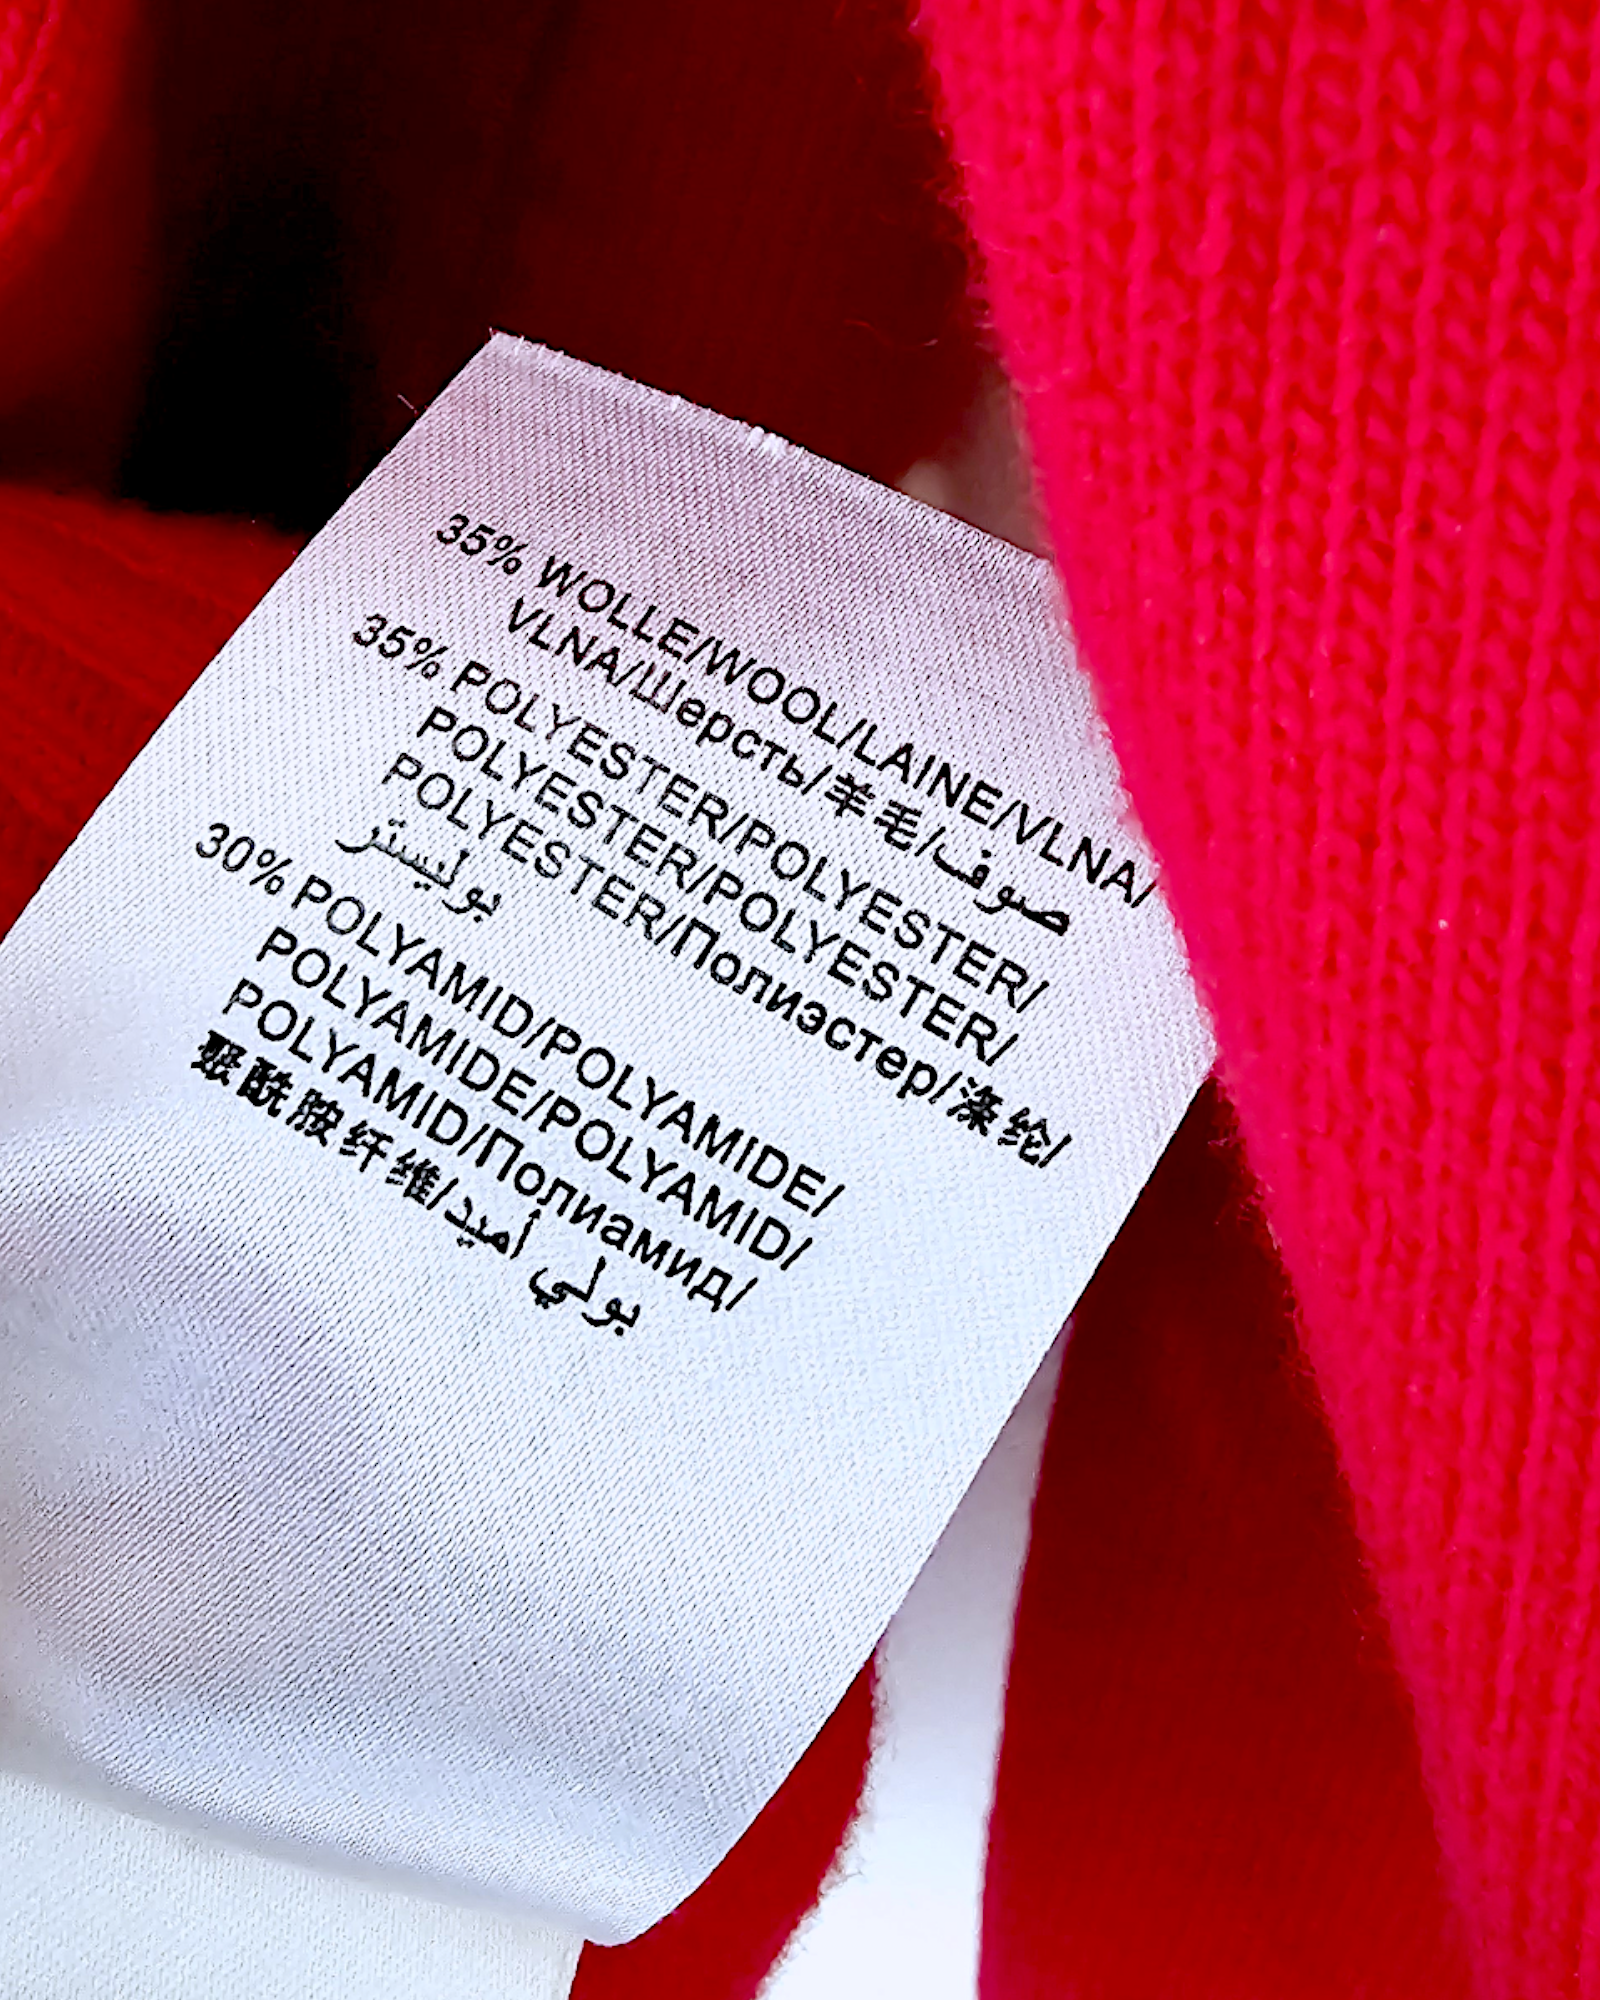 35% WOLLE/WOOL/LAINE/VLNA/
VLNA/Шерсть/羊毛/صوف
35% POLYESTER/POLYESTER/
POLYESTER/POLYESTER/
POLYESTER/Полиэстер/涤纶/
بوليستر
30% POLYAMID/POLYAMIDE/
POLYAMIDE/POLYAMID/
POLYAMID/Полиамид/
聚酰胺纤维/بولي أميد